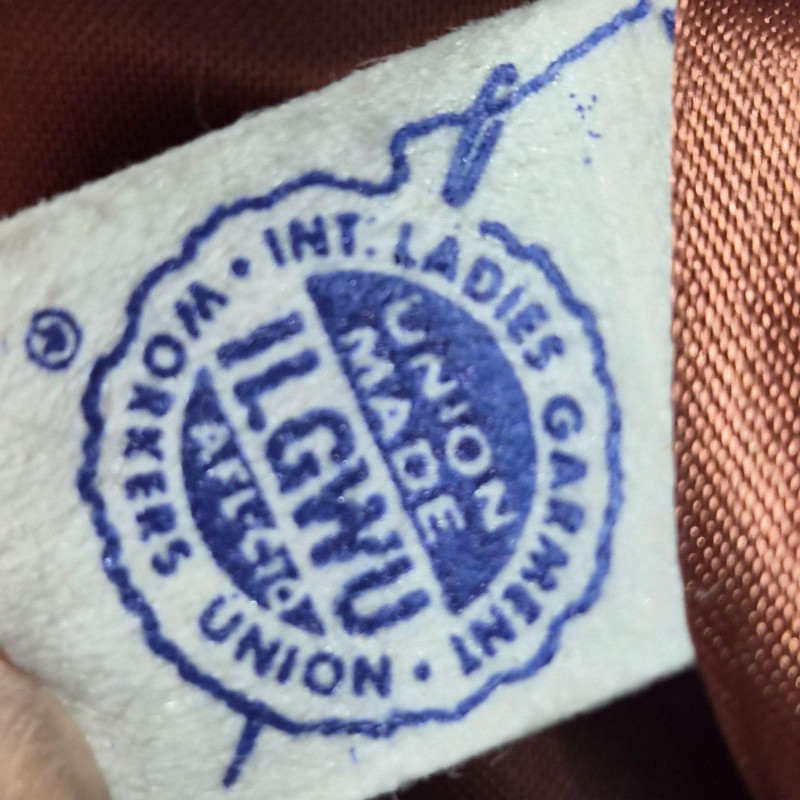 INT. LADIES GARMENT • UNION WORKERS •
UNION
MADE
ILGWU
AFL-CIO
®